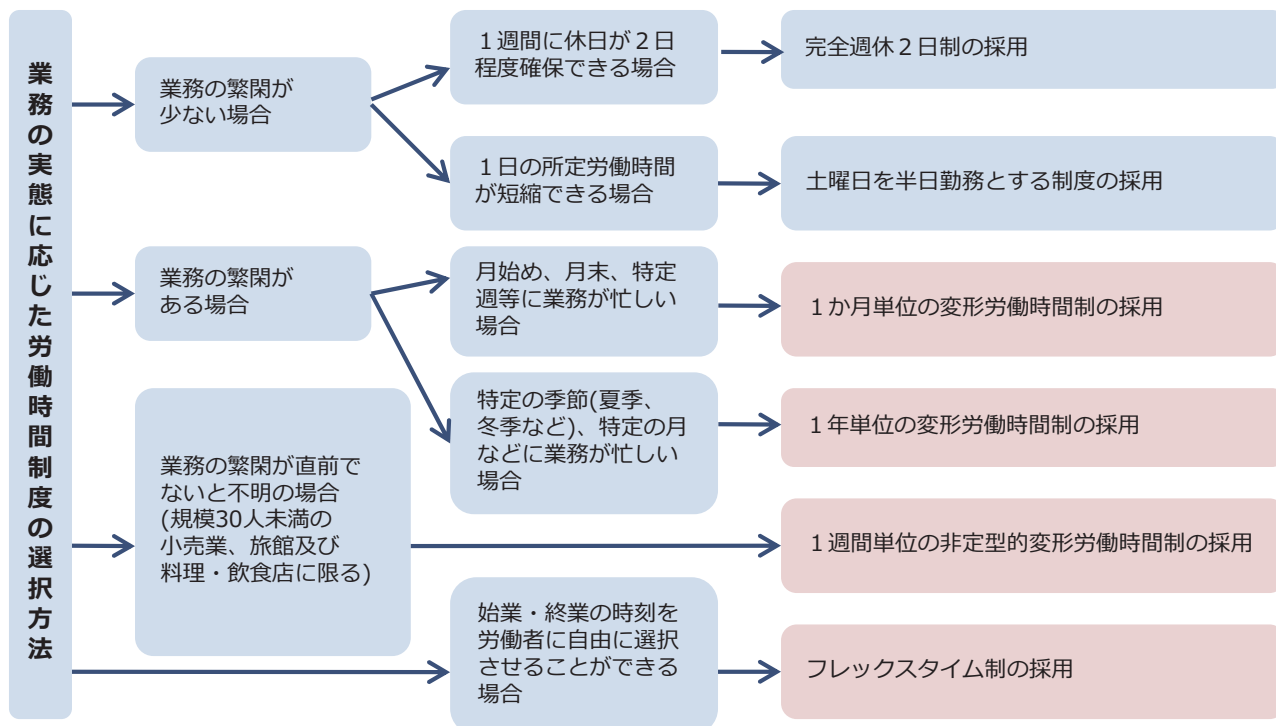 業務の実態に応じた労働時間制度の選択方法
業務の繁閑が
少ない場合
１週間に休日が２日
程度確保できる場合
完全週休２日制の採用
１日の所定労働時間
が短縮できる場合
土曜日を半日勤務とする制度の採用
業務の繁閑が
ある場合
月始め、月末、特定
週等に業務が忙しい
場合
１か月単位の変形労働時間制の採用
特定の季節(夏季、
冬季など)、特定の月
などに業務が忙しい
場合
１年単位の変形労働時間制の採用
業務の繁閑が直前で
ないと不明の場合
(規模30人未満の
小売業、旅館及び
料理・飲食店に限る)
１週間単位の非定型的変形労働時間制の採用
始業・終業の時刻を
労働者に自由に選択
させることができる
場合
フレックスタイム制の採用